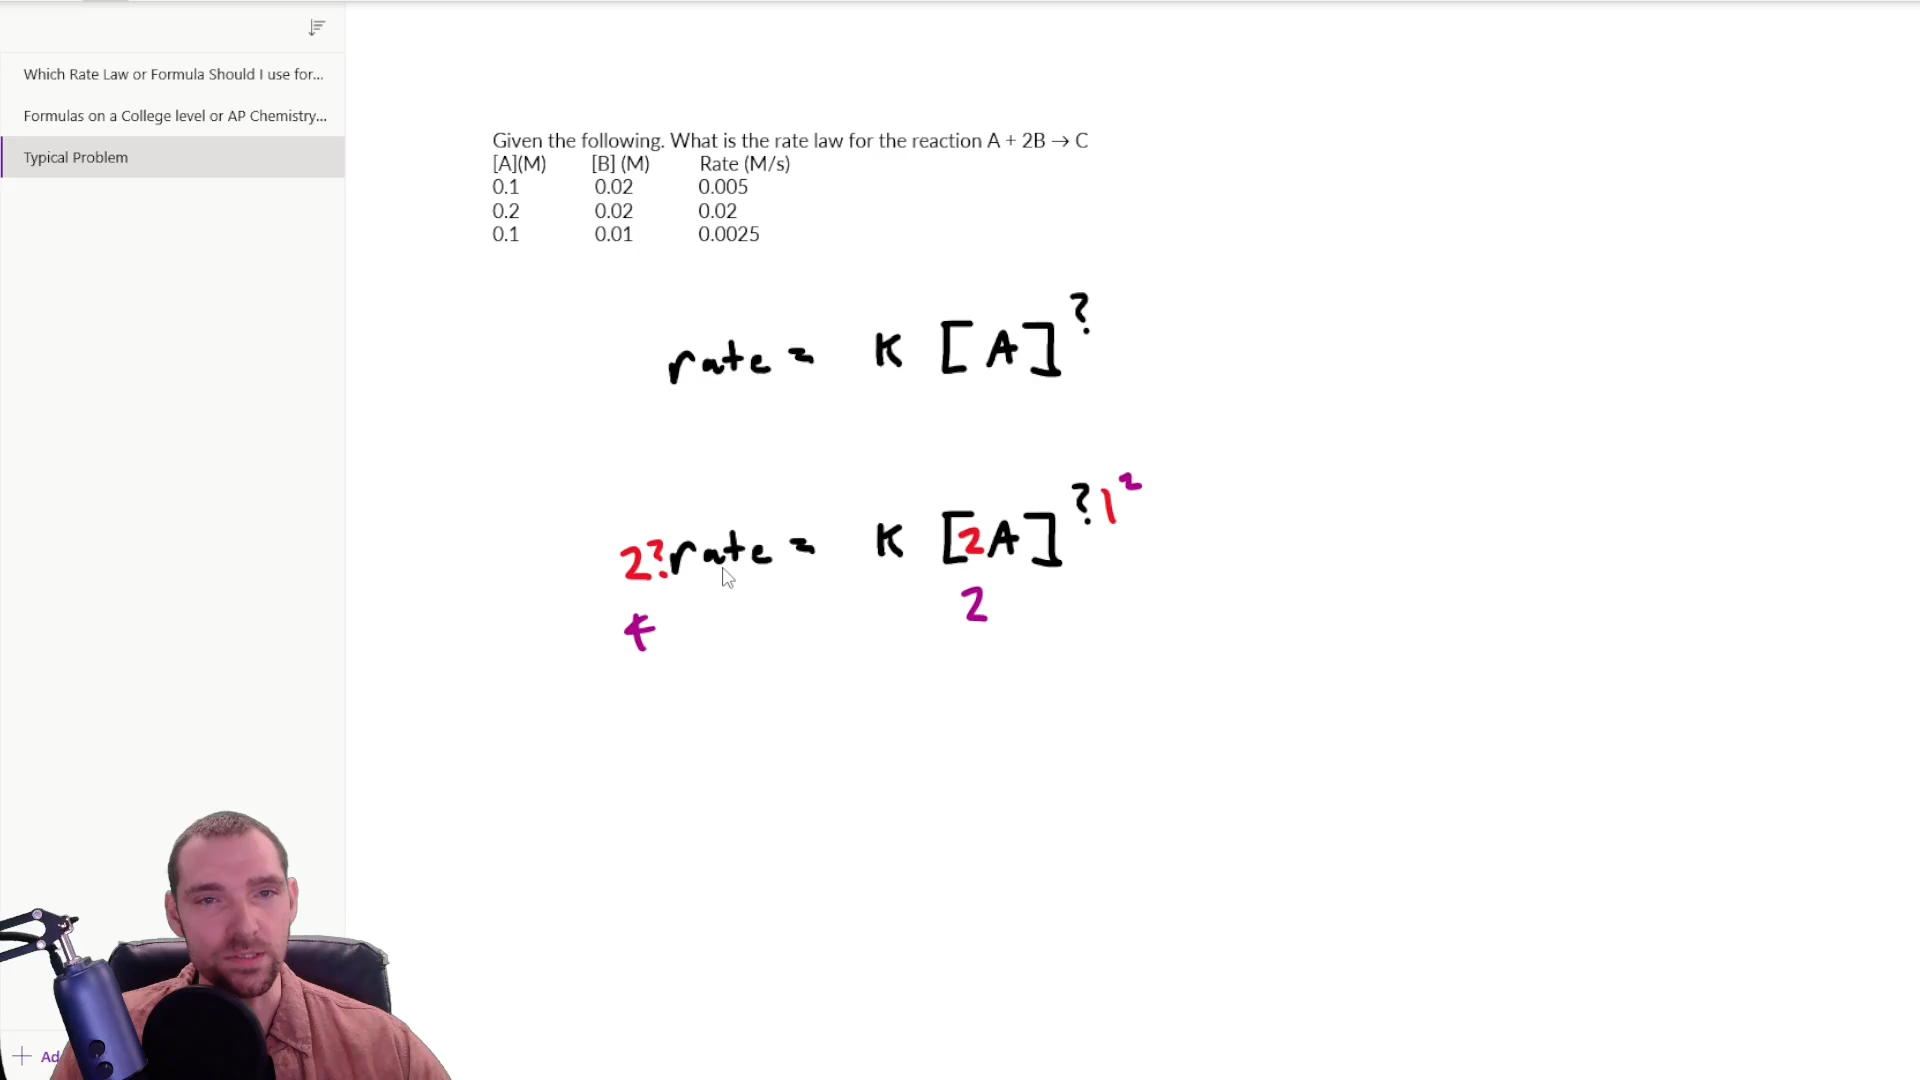 Which Rate Law or Formula Should I use for...
Formulas on a College level or AP Chemistry...
Typical Problem
Given the following. What is the rate law for the reaction A + 2B → C
[A](M) [B] (M) Rate (M/s)
0.1 0.02 0.005
0.2 0.02 0.02
0.1 0.01 0.0025
rate = K [A]?
2? rate = K [2A]? 1 2
4 2
+ Ad